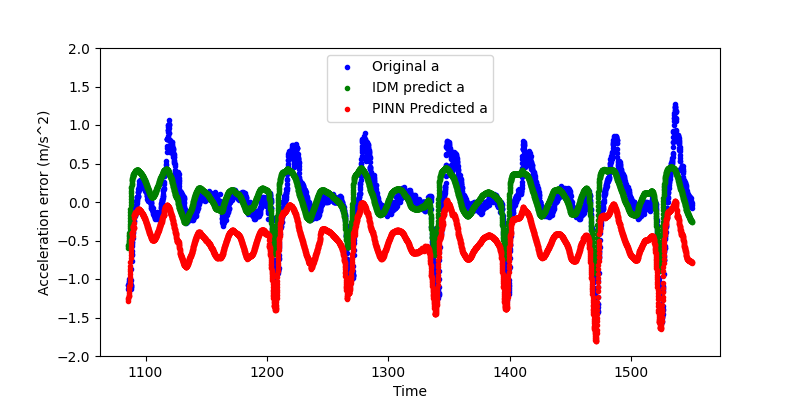 2.0
1.5
1.0
0.5
0.0
−0.5
−1.0
−1.5
−2.0
Acceleration error (m/s^2)
Original a
IDM predict a
PINN Predicted a
1100 1200 1300 1400 1500
Time